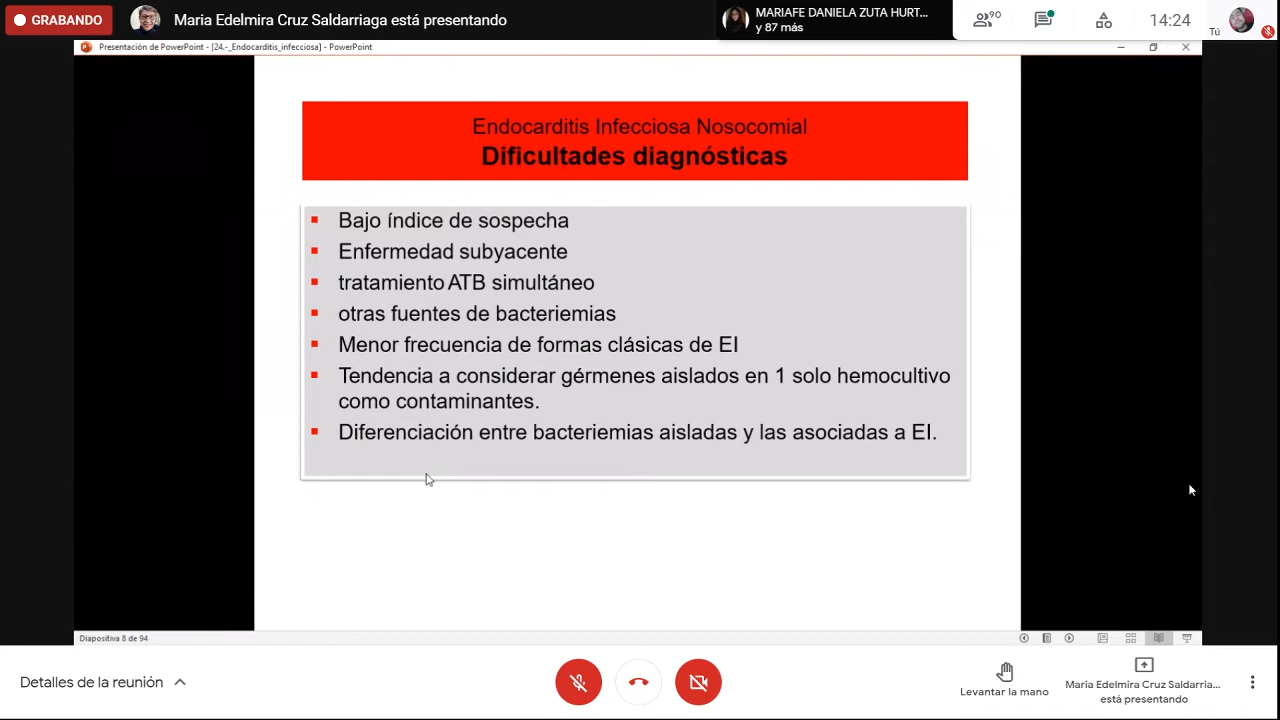 GRABANDO
Maria Edelmira Cruz Saldarriaga está presentando
MARIAFE DANIELA ZUTA HURT...
y 87 más
90
14:24
Tú
Presentación de PowerPoint - [24.-_Endocarditis_infecciosa] - PowerPoint
Endocarditis Infecciosa Nosocomial
Dificultades diagnósticas
Bajo índice de sospecha
Enfermedad subyacente
tratamiento ATB simultáneo
otras fuentes de bacteriemias
Menor frecuencia de formas clásicas de EI
Tendencia a considerar gérmenes aislados en 1 solo hemocultivo
como contaminantes.
Diferenciación entre bacteriemias aisladas y las asociadas a EI.
Diapositiva 8 de 94
Detalles de la reunión
Levantar la mano
Maria Edelmira Cruz Saldarria...
está presentando